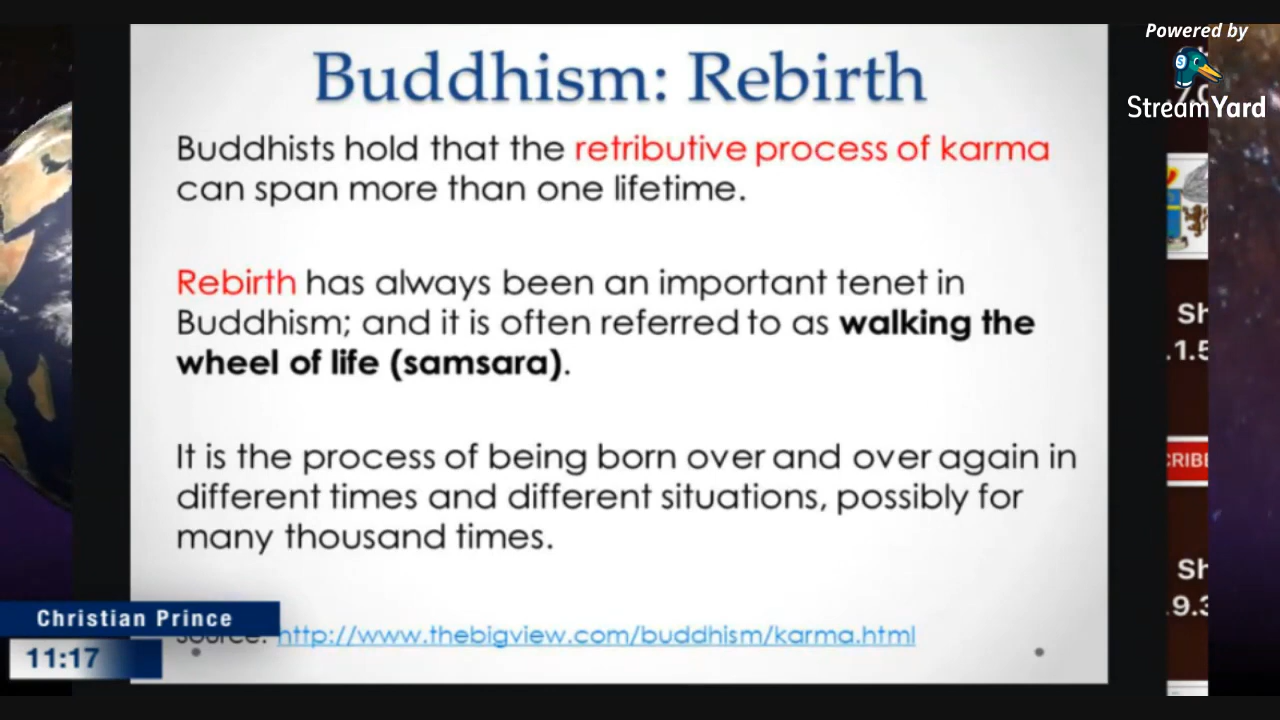 Powered by
StreamYard
Buddhism: Rebirth
Buddhists hold that the retributive process of karma
can span more than one lifetime.
Rebirth has always been an important tenet in
Buddhism; and it is often referred to as walking the
wheel of life (samsara).
It is the process of being born over and over again in
different times and different situations, possibly for
many thousand times.
Source: http://www.thebigview.com/buddhism/karma.html
Christian Prince
11:17